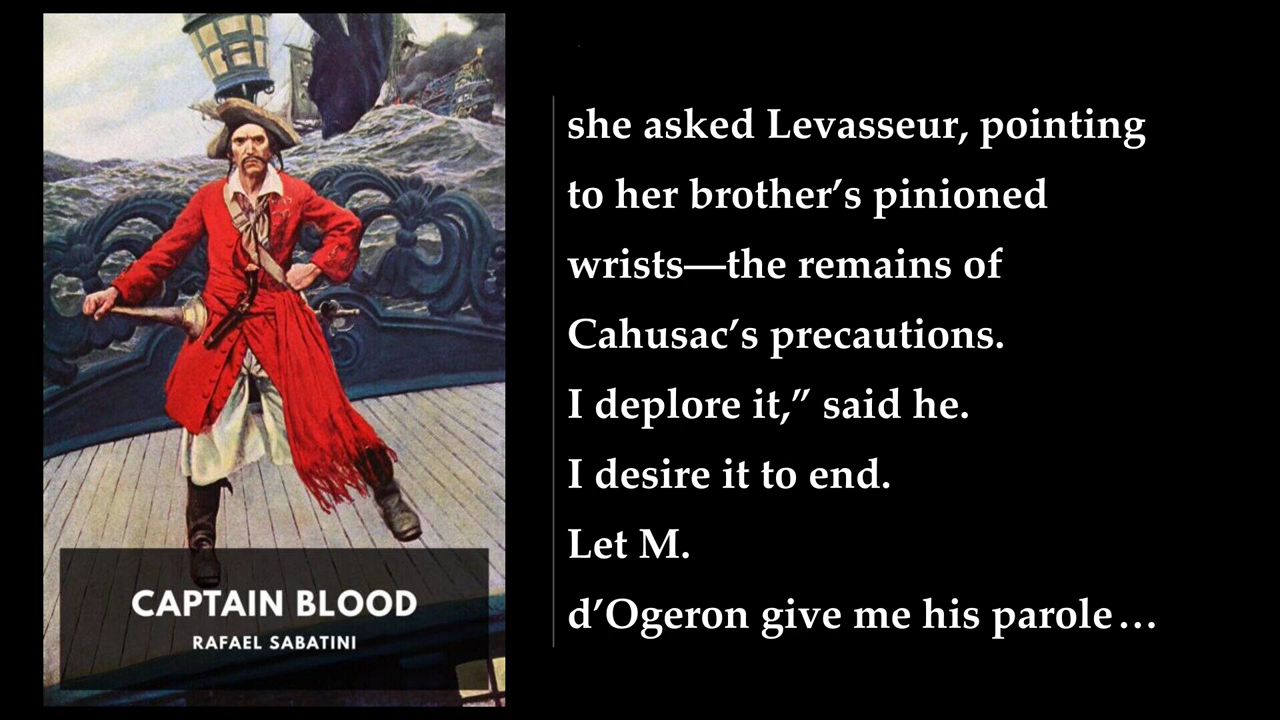 CAPTAIN BLOOD
RAFAEL SABATINI
she asked Levasseur, pointing
to her brother’s pinioned
wrists—the remains of
Cahusac’s precautions.
I deplore it,” said he.
I desire it to end.
Let M.
d’Ogeron give me his parole…